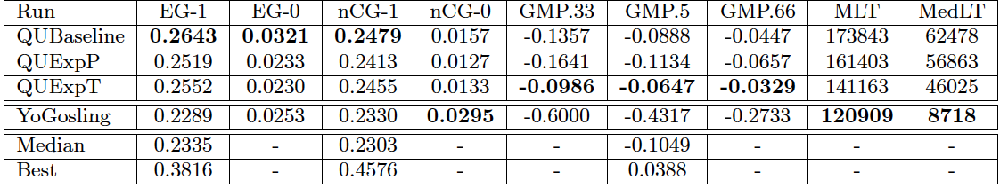 Run EG-1 EG-0 nCG-1 nCG-0 GMP.33 GMP.5 GMP.66 MLT MedLT
QUBaseline 0.2643 0.0321 0.2479 0.0157 -0.1357 -0.0888 -0.0447 173843 62478
QUExpP 0.2519 0.0233 0.2413 0.0127 -0.1641 -0.1134 -0.0657 161403 56863
QUExpT 0.2552 0.0230 0.2455 0.0133 -0.0986 -0.0647 -0.0329 141163 46025
YoGosling 0.2289 0.0253 0.2330 0.0295 -0.6000 -0.4317 -0.2733 120909 8718
Median 0.2335 - 0.2303 - - -0.1049 - - -
Best 0.3816 - 0.4576 - - 0.0388 - - -